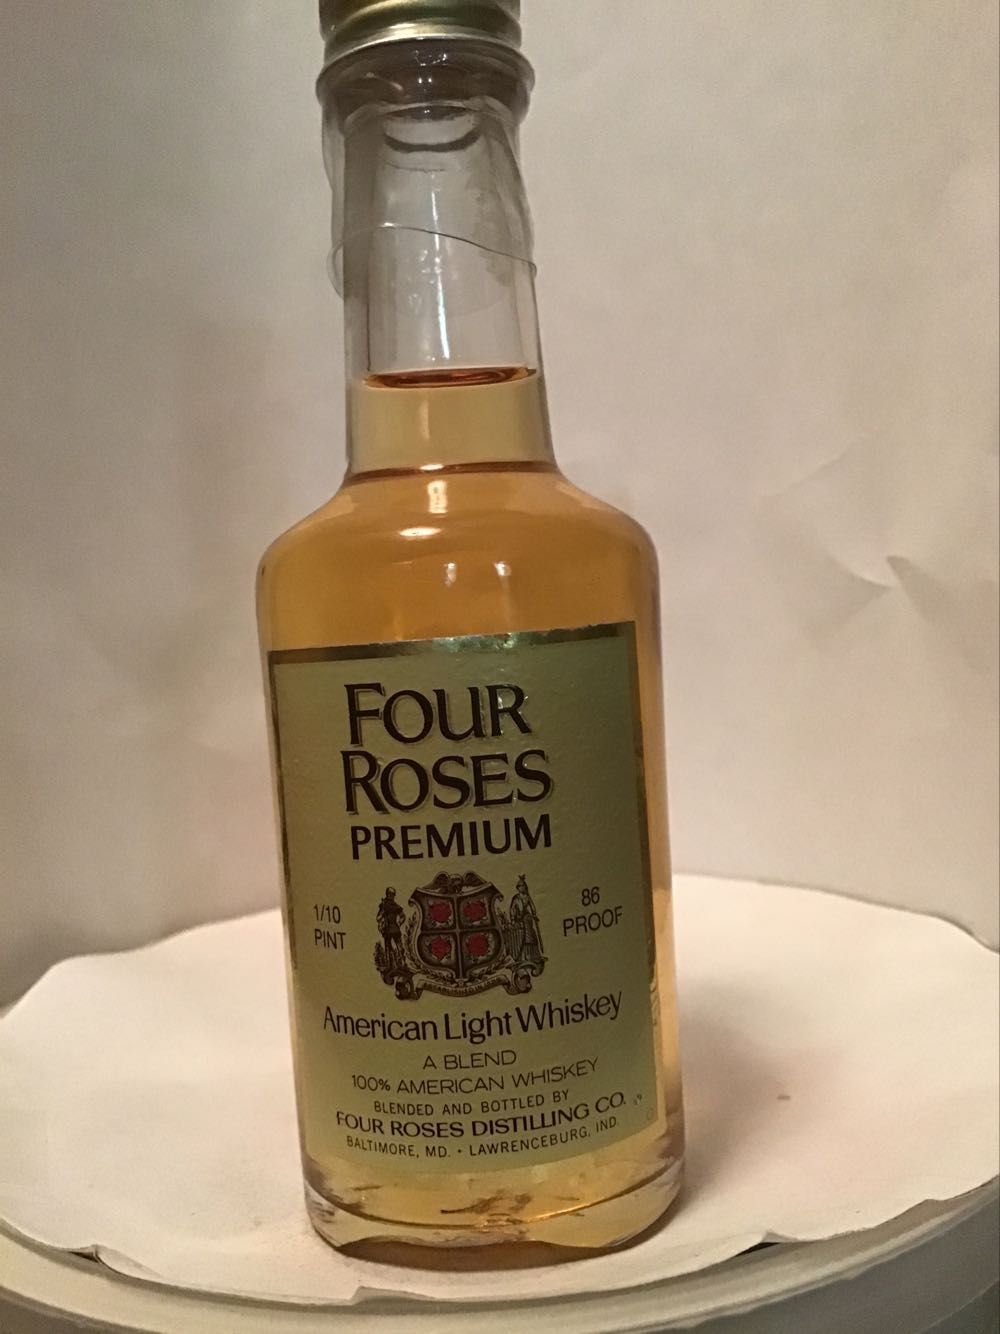 FOUR
ROSES
PREMIUM
1/10
PINT
86
PROOF
American Light Whiskey
A BLEND
100% AMERICAN WHISKEY
BLENDED AND BOTTLED BY
FOUR ROSES DISTILLING CO.
BALTIMORE, MD. • LAWRENCEBURG, IND.